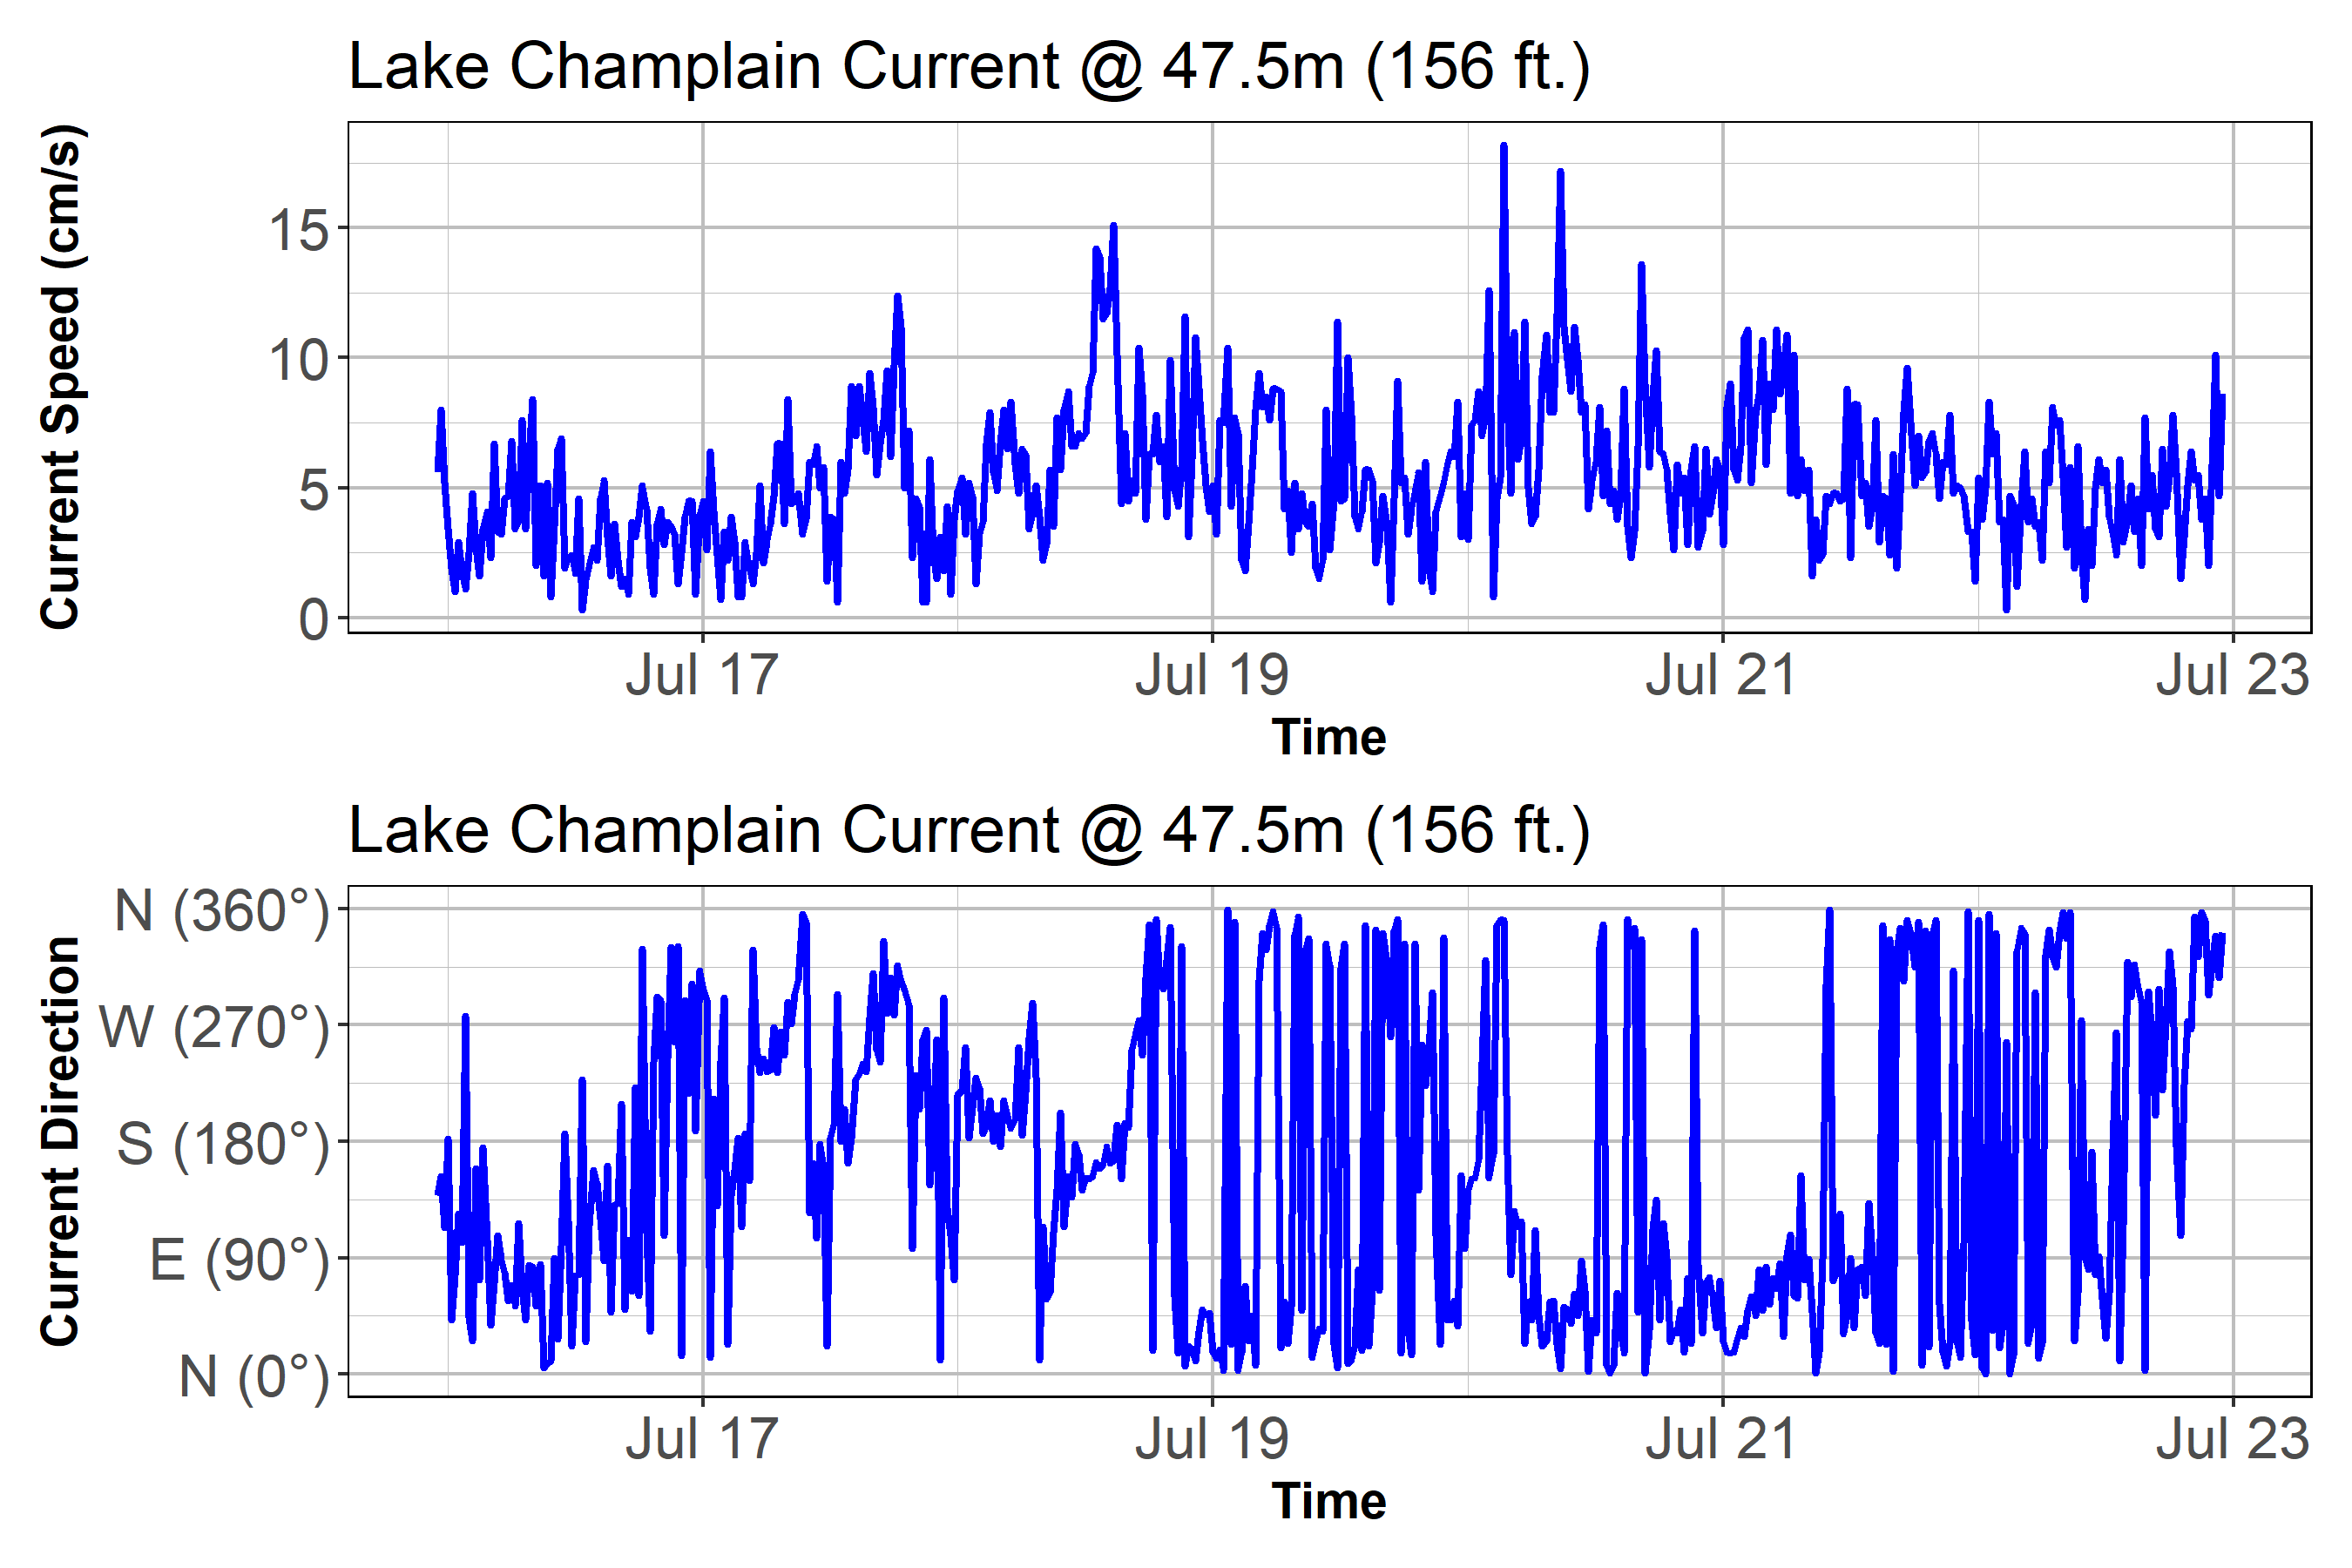 Lake Champlain Current @ 47.5m (156 ft.)
Current Speed (cm/s)
15
10
5
0
Jul 17 Jul 19 Jul 21 Jul 23
Time
Lake Champlain Current @ 47.5m (156 ft.)
Current Direction
N (360°)
W (270°)
S (180°)
E (90°)
N (0°)
Jul 17 Jul 19 Jul 21 Jul 23
Time